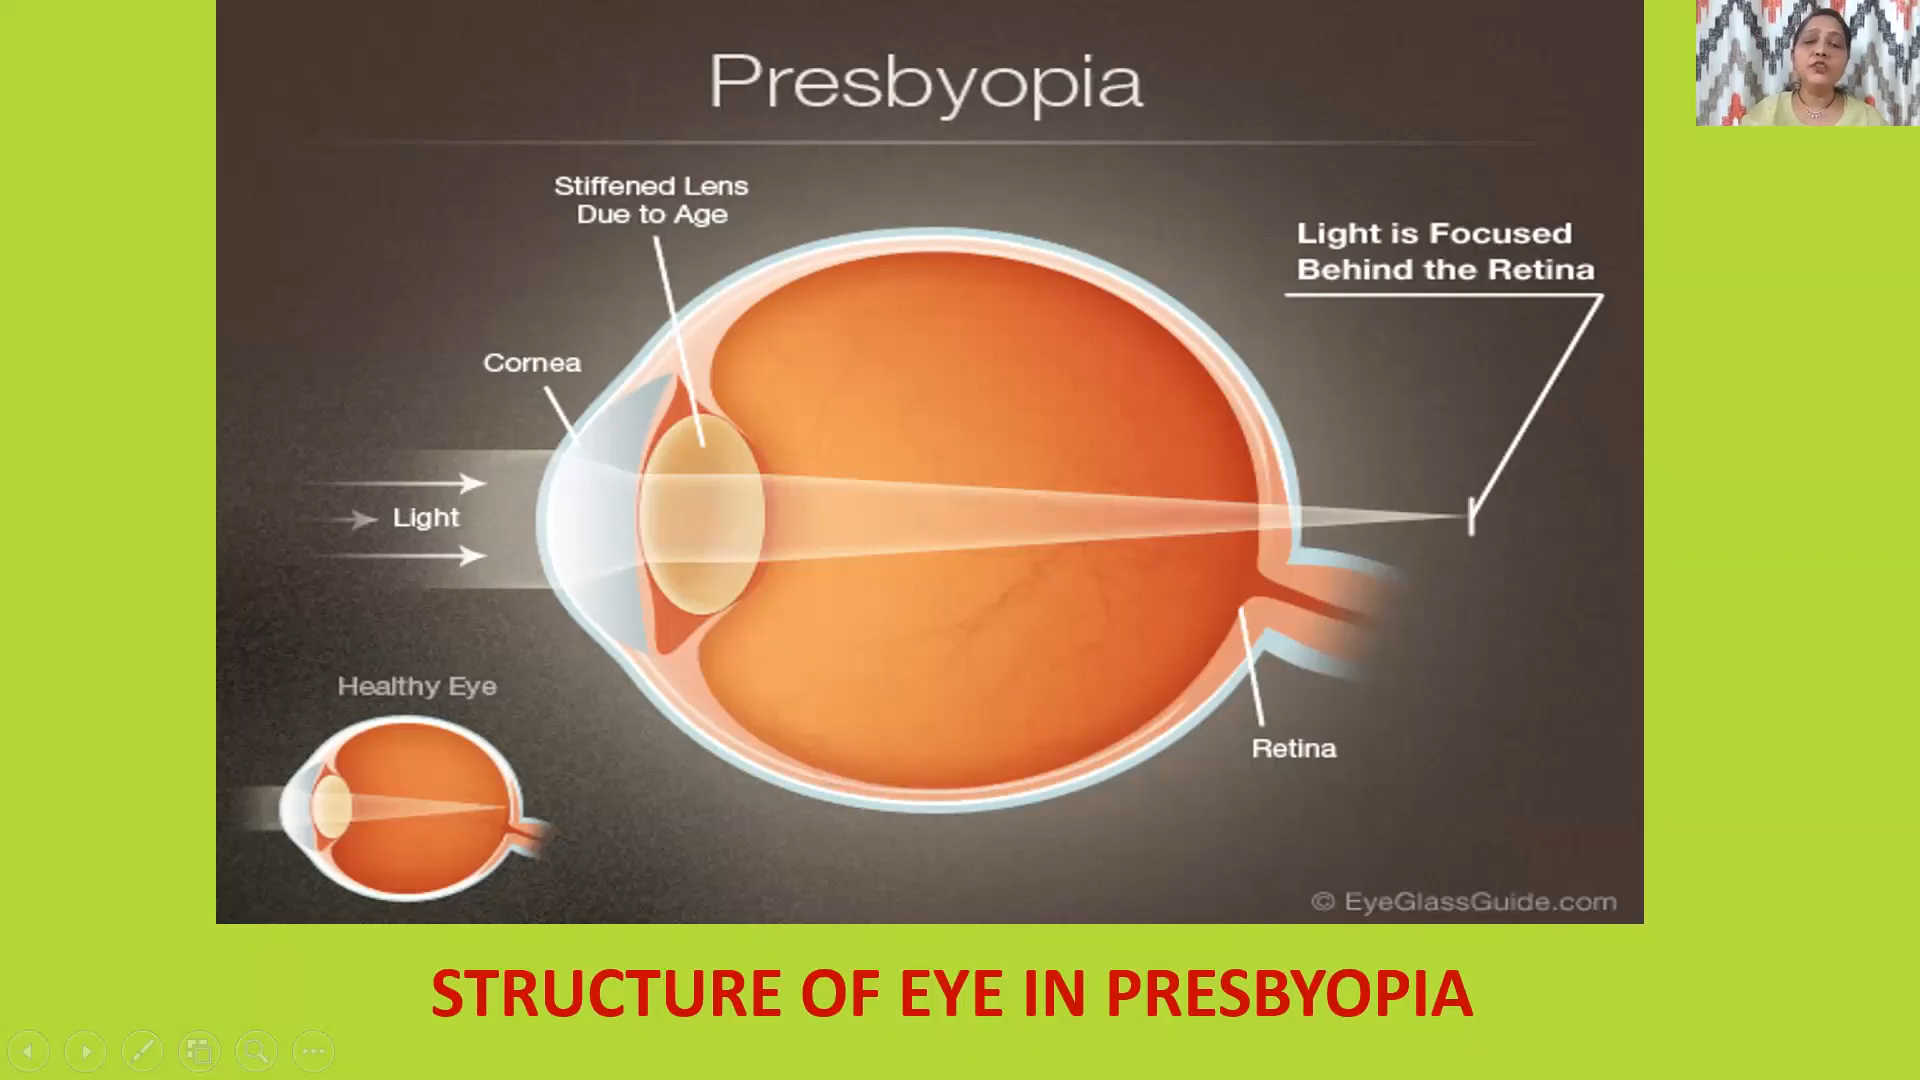 Presbyopia
Stiffened Lens
Due to Age
Light is Focused
Behind the Retina
Cornea
Light
Healthy Eye
Retina
© EyeGlassGuide.com
STRUCTURE OF EYE IN PRESBYOPIA